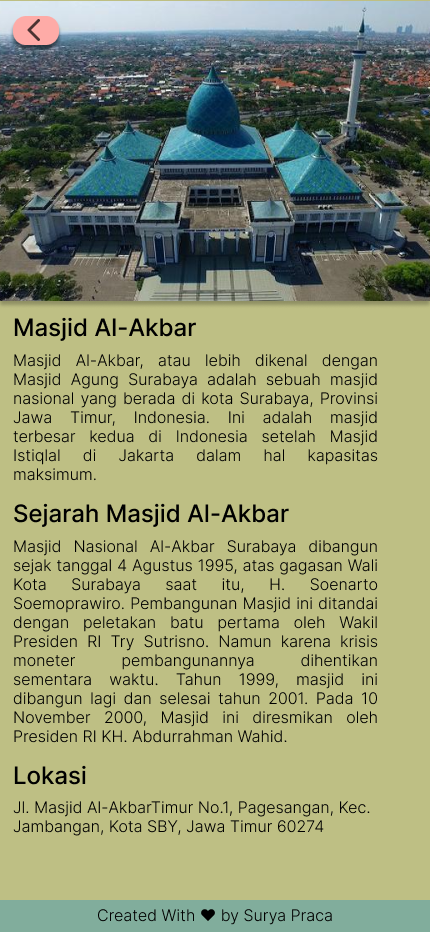 Masjid Al-Akbar
Masjid Al-Akbar, atau lebih dikenal dengan
Masjid Agung Surabaya adalah sebuah masjid
nasional yang berada di kota Surabaya, Provinsi
Jawa Timur, Indonesia. Ini adalah masjid
terbesar kedua di Indonesia setelah Masjid
Istiqlal di Jakarta dalam hal kapasitas
maksimum.
Sejarah Masjid Al-Akbar
Masjid Nasional Al-Akbar Surabaya dibangun
sejak tanggal 4 Agustus 1995, atas gagasan Wali
Kota Surabaya saat itu, H. Soenarto
Soemoprawiro. Pembangunan Masjid ini ditandai
dengan peletakan batu pertama oleh Wakil
Presiden RI Try Sutrisno. Namun karena krisis
moneter pembangunannya dihentikan
sementara waktu. Tahun 1999, masjid ini
dibangun lagi dan selesai tahun 2001. Pada 10
November 2000, Masjid ini diresmikan oleh
Presiden RI KH. Abdurrahman Wahid.
Lokasi
Jl. Masjid Al-AkbarTimur No.1, Pagesangan, Kec.
Jambangan, Kota SBY, Jawa Timur 60274
Created With ♥ by Surya Praca